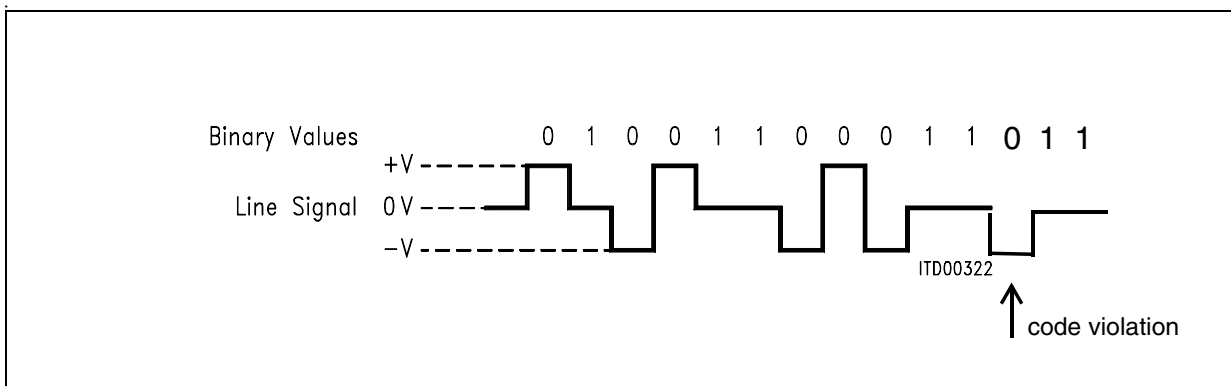 Binary Values 0 1 0 0 1 1 0 0 0 1 1 0 1 1
+V
Line Signal 0V
-V
ITD00322
code violation